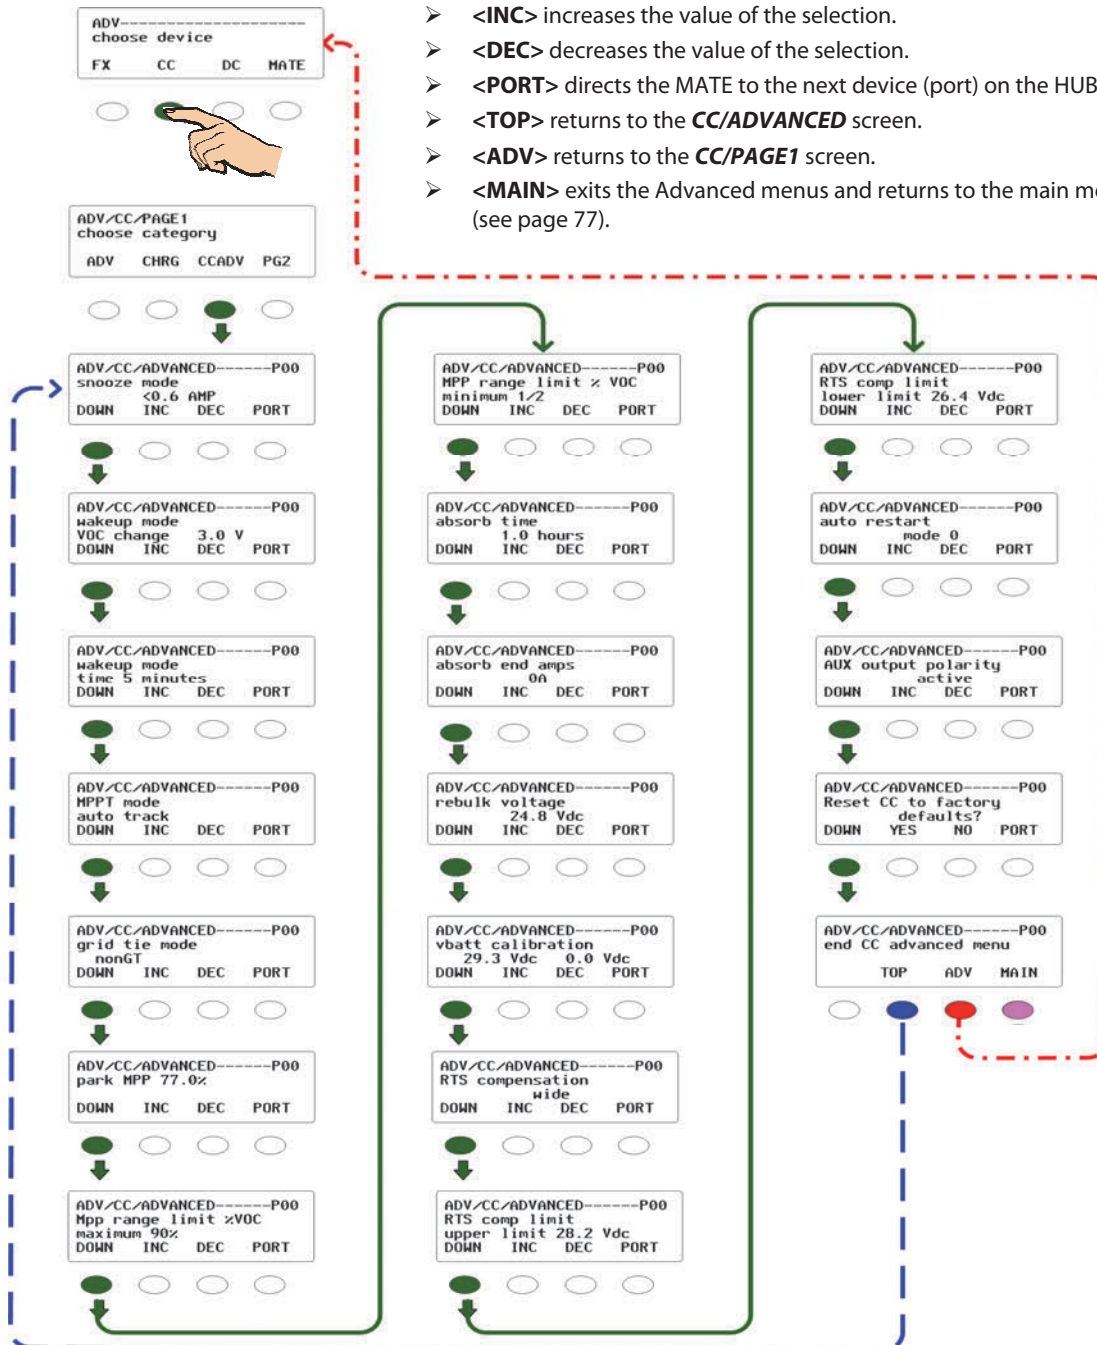 ADV--------------------
choose device
FX CC DC MATE
➢ <INC> increases the value of the selection.
➢ <DEC> decreases the value of the selection.
➢ <PORT> directs the MATE to the next device (port) on the HUB
➢ <TOP> returns to the CC/ADVANCED screen.
➢ <ADV> returns to the CC/PAGE1 screen.
➢ <MAIN> exits the Advanced menus and returns to the main
(see page 77).
ADV/CC/PAGE1
choose category
ADV CHRG CCADV PG2
ADV/CC/ADVANCED------P00
snooze mode
<0.6 AMP
DOWN INC DEC PORT
ADV/CC/ADVANCED------P00
wakeup mode
VOC change 3.0 V
DOWN INC DEC PORT
ADV/CC/ADVANCED------P00
wakeup mode
time 5 minutes
DOWN INC DEC PORT
ADV/CC/ADVANCED------P00
MPPT mode
auto track
DOWN INC DEC PORT
ADV/CC/ADVANCED------P00
grid tie mode
nonGT
DOWN INC DEC PORT
ADV/CC/ADVANCED------P00
park MPP 77.0%
DOWN INC DEC PORT
ADV/CC/ADVANCED------P00
Mpp range limit %VOC
maximum 90%
DOWN INC DEC PORT
ADV/CC/ADVANCED------P00
MPP range limit % VOC
minimum 1/2
DOWN INC DEC PORT
ADV/CC/ADVANCED------P00
absorb time
1.0 hours
DOWN INC DEC PORT
ADV/CC/ADVANCED------P00
absorb end amps
0A
DOWN INC DEC PORT
ADV/CC/ADVANCED------P00
rebulk voltage
24.8 Vdc
DOWN INC DEC PORT
ADV/CC/ADVANCED------P00
vbatt calibration
29.3 Vdc 0.0 Vdc
DOWN INC DEC PORT
ADV/CC/ADVANCED------P00
RTS compensation
wide
DOWN INC DEC PORT
ADV/CC/ADVANCED------P00
RTS comp limit
upper limit 28.2 Vdc
DOWN INC DEC PORT
ADV/CC/ADVANCED------P00
RTS comp limit
lower limit 26.4 Vdc
DOWN INC DEC PORT
ADV/CC/ADVANCED------P00
auto restart
mode 0
DOWN INC DEC PORT
ADV/CC/ADVANCED------P00
AUX output polarity
active
DOWN INC DEC PORT
ADV/CC/ADVANCED------P00
Reset CC to factory
defaults?
DOWN YES NO PORT
ADV/CC/ADVANCED------P00
end CC advanced menu
TOP ADV MAIN